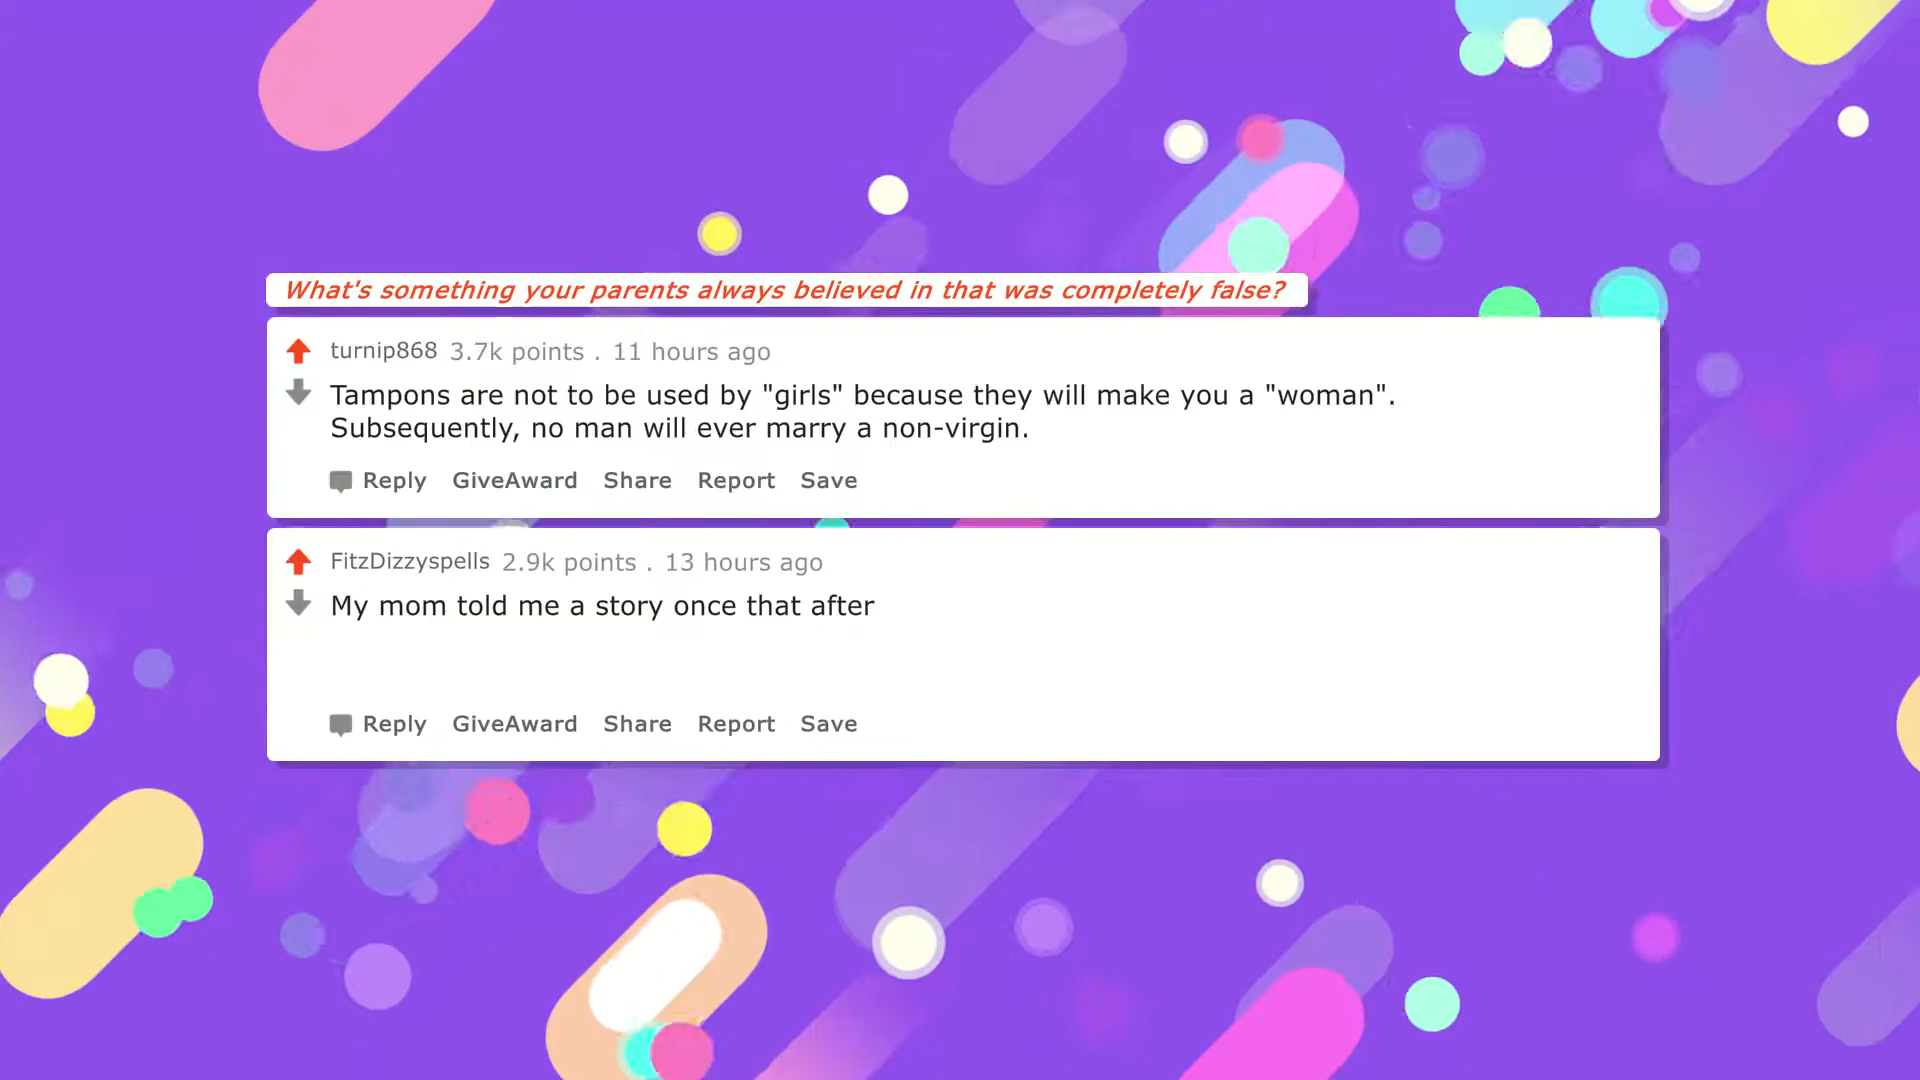 What's something your parents always believed in that was completely false?
turnip868 3.7k points . 11 hours ago
Tampons are not to be used by "girls" because they will make you a "woman".
Subsequently, no man will ever marry a non-virgin.
Reply GiveAward Share Report Save
FitzDizzyspells 2.9k points . 13 hours ago
My mom told me a story once that after
Reply GiveAward Share Report Save